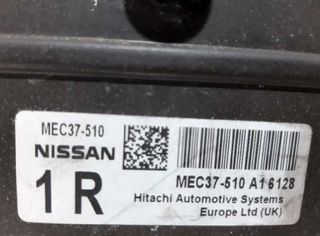 MEC37-510
NISSAN
1 R
MEC37-510 A1 6128
Hitachi Automotive Systems
Europe Ltd (UK)